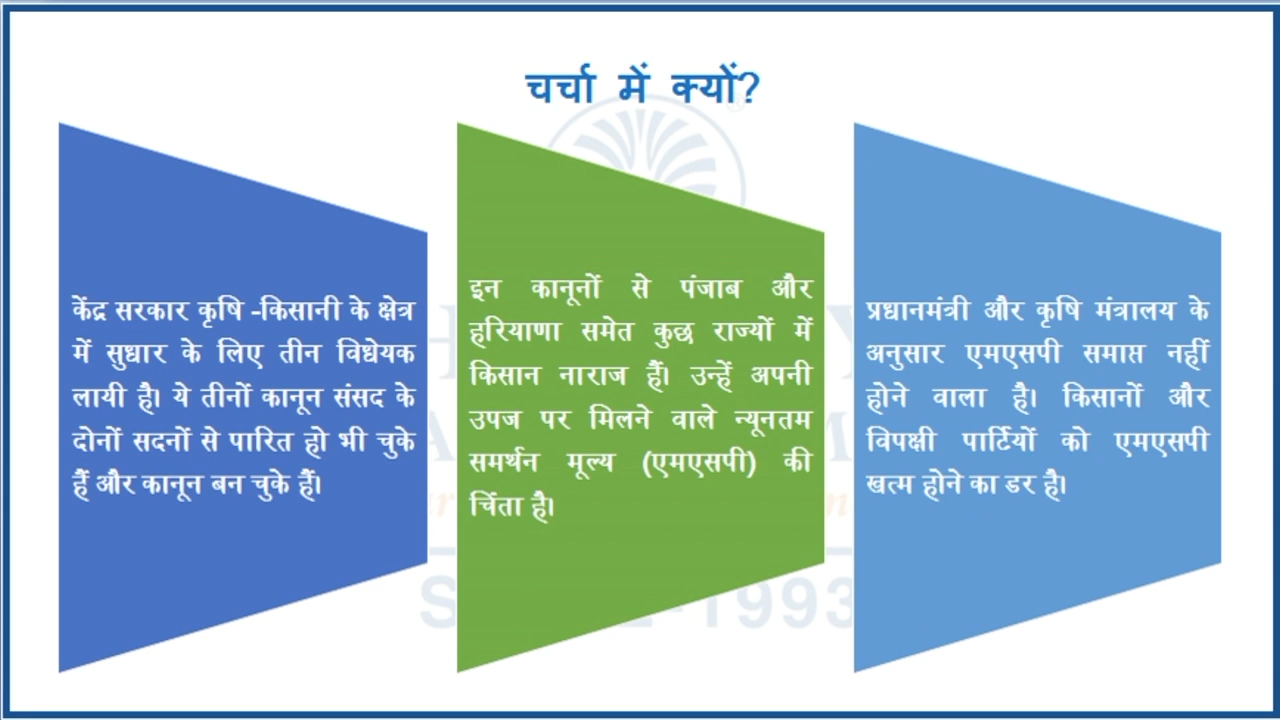 चर्चा में क्यों?
केंद्र सरकार कृषि -किसानी के क्षेत्र
में सुधार के लिए तीन विधेयक
लायी है। ये तीनों कानून संसद के
दोनों सदनों से पारित हो भी चुके
हैं और कानून बन चुके हैं।
इन कानूनों से पंजाब और
हरियाणा समेत कुछ राज्यों में
किसान नाराज हैं। उन्हें अपनी
उपज पर मिलने वाले न्यूनतम
समर्थन मूल्य (एमएसपी) की
चिंता है।
प्रधानमंत्री और कृषि मंत्रालय के
अनुसार एमएसपी समाप्त नहीं
होने वाला है। किसानों और
विपक्षी पार्टियों को एमएसपी
खत्म होने का डर है।